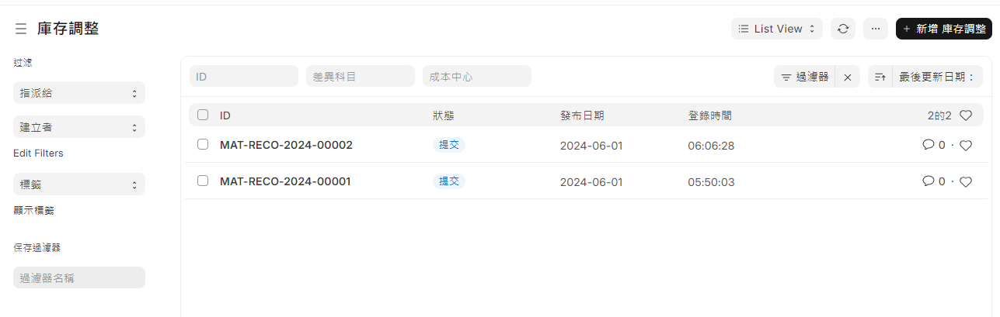 庫存調整
List View
+ 新增 庫存調整
过滤
指派給
建立者
Edit Filters
標籤
顯示標籤
保存過濾器
過濾器名稱
ID
差異科目
成本中心
過濾器
最後更新日期：
ID 狀態 發布日期 登錄時間 2的2
MAT-RECO-2024-00002 提交 2024-06-01 06:06:28 0 ·
MAT-RECO-2024-00001 提交 2024-06-01 05:50:03 0 ·